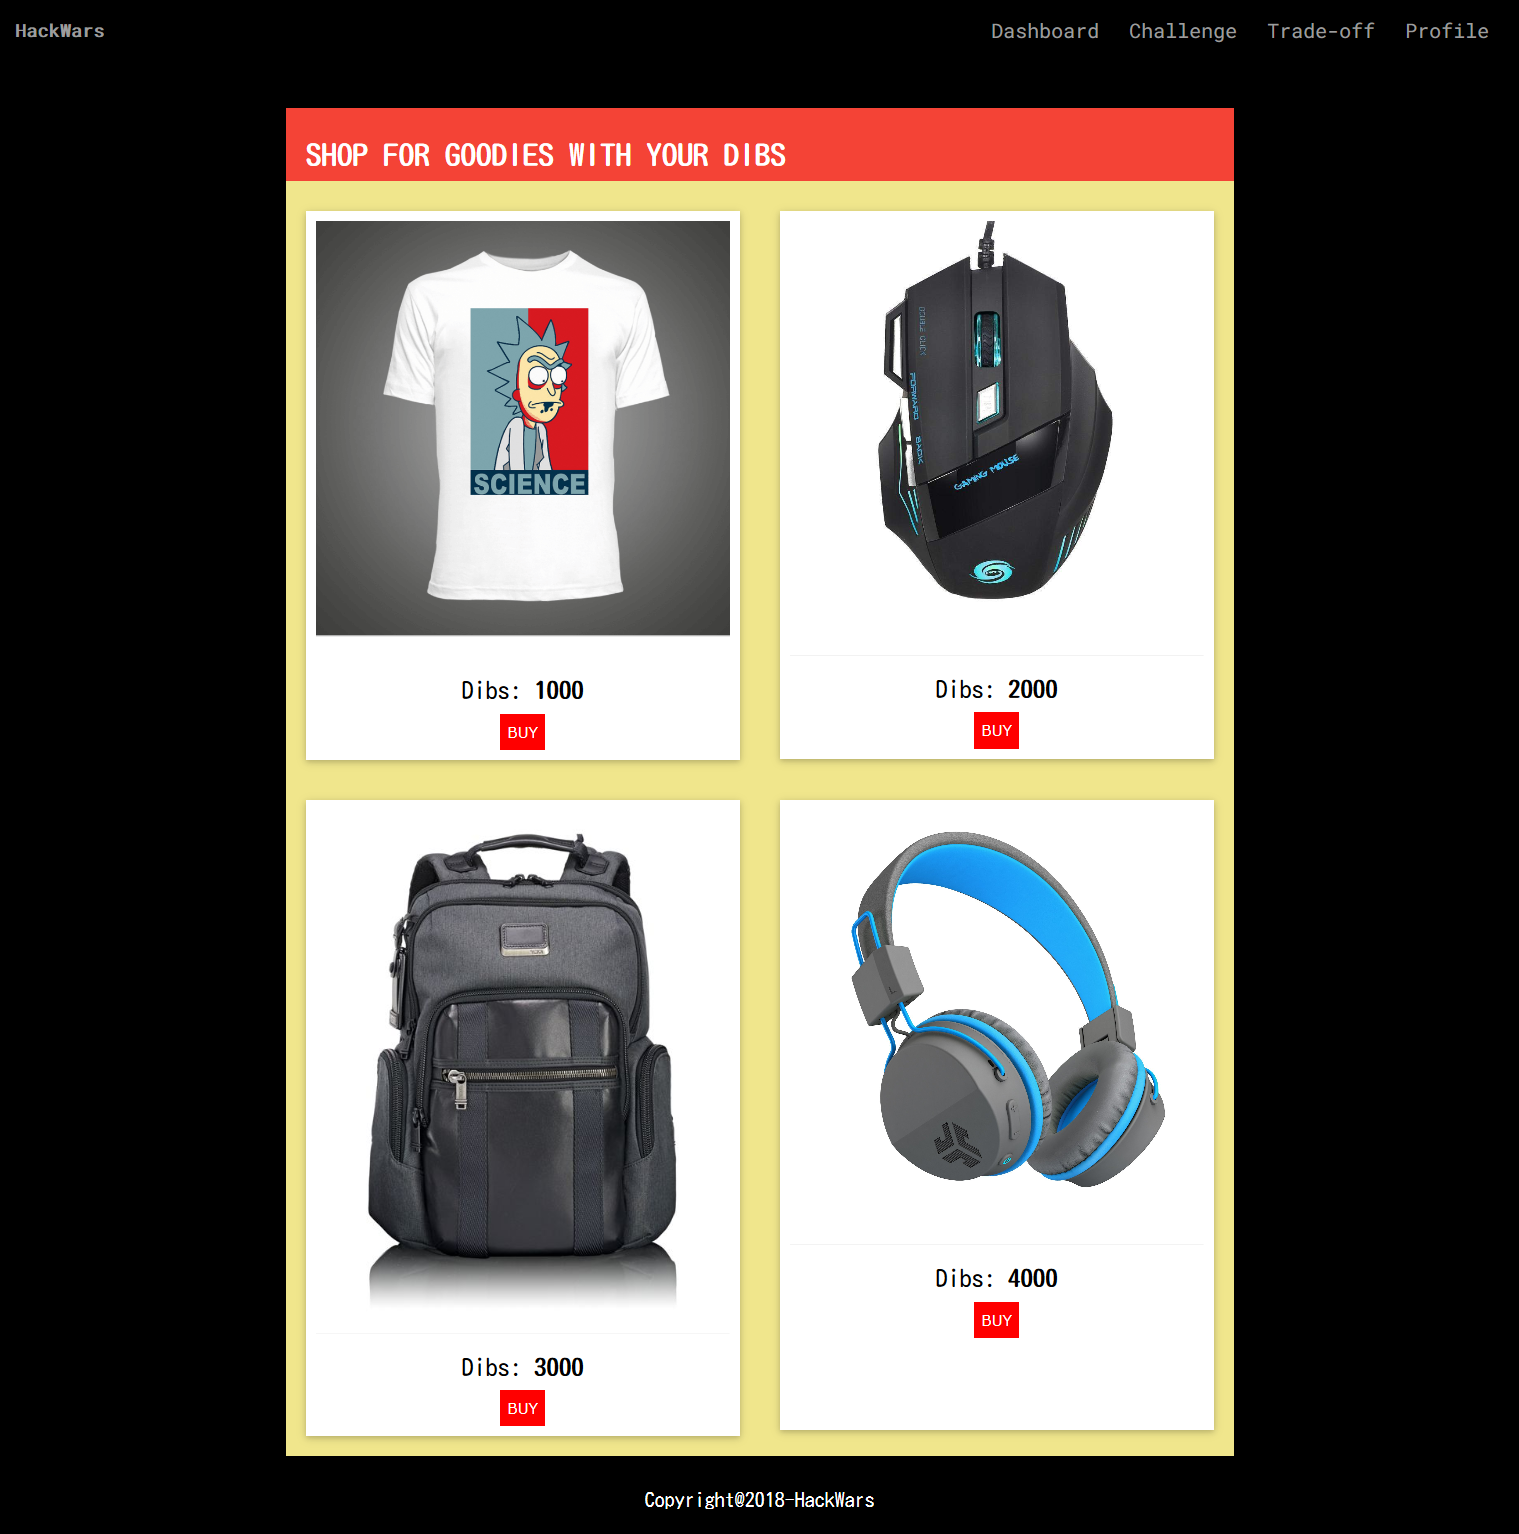 HackWars
Dashboard Challenge Trade-off Profile
SHOP FOR GOODIES WITH YOUR DIBS
SCIENCE
Dibs: 1000
BUY
DOUBLE CLICK
FORWARD
BACK
GAMING MOUSE
Dibs: 2000
BUY
Dibs: 3000
BUY
L
Dibs: 4000
BUY
Copyright@2018-HackWars